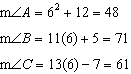 m∠A = 6² + 12 = 48
m∠B = 11(6) + 5 = 71
m∠C = 13(6) − 7 = 61